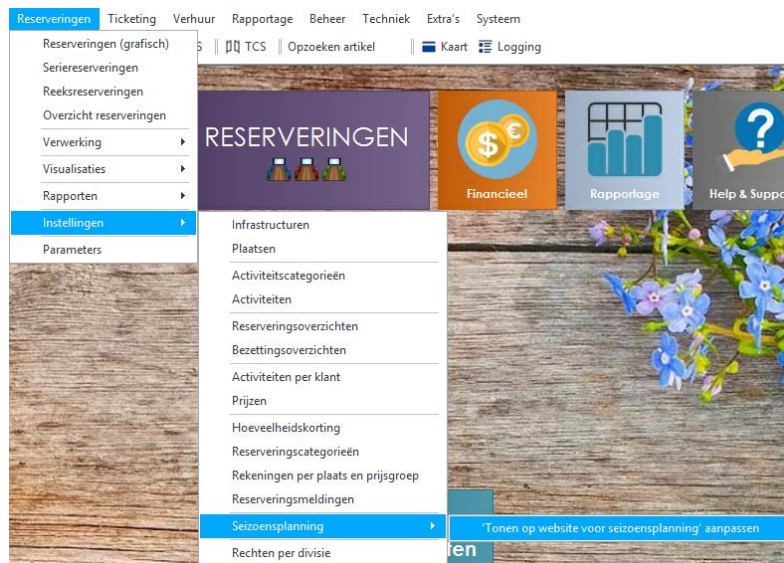 Reserveringen Ticketing Verhuur Rapportage Beheer Techniek Extra's Systeem
S TCS Opzoeken artikel Kaart Logging
Reserveringen (grafisch)
Seriereserveringen
Reeksreserveringen
Overzicht reserveringen
Verwerking
Visualisaties
Rapporten
Instellingen
Parameters
RESERVERINGEN
Financieel
Rapportage
Help & Suppo
Infrastructuren
Plaatsen
Activiteitscategorieën
Activiteiten
Reserveringsoverzichten
Bezettingsoverzichten
Activiteiten per klant
Prijzen
Hoeveelheidskorting
Reserveringscategorieën
Rekeningen per plaats en prijsgroep
Reserveringsmeldingen
Seizoensplanning
'Tonen op website voor seizoensplanning' aanpassen
Rechten per divisie
ten